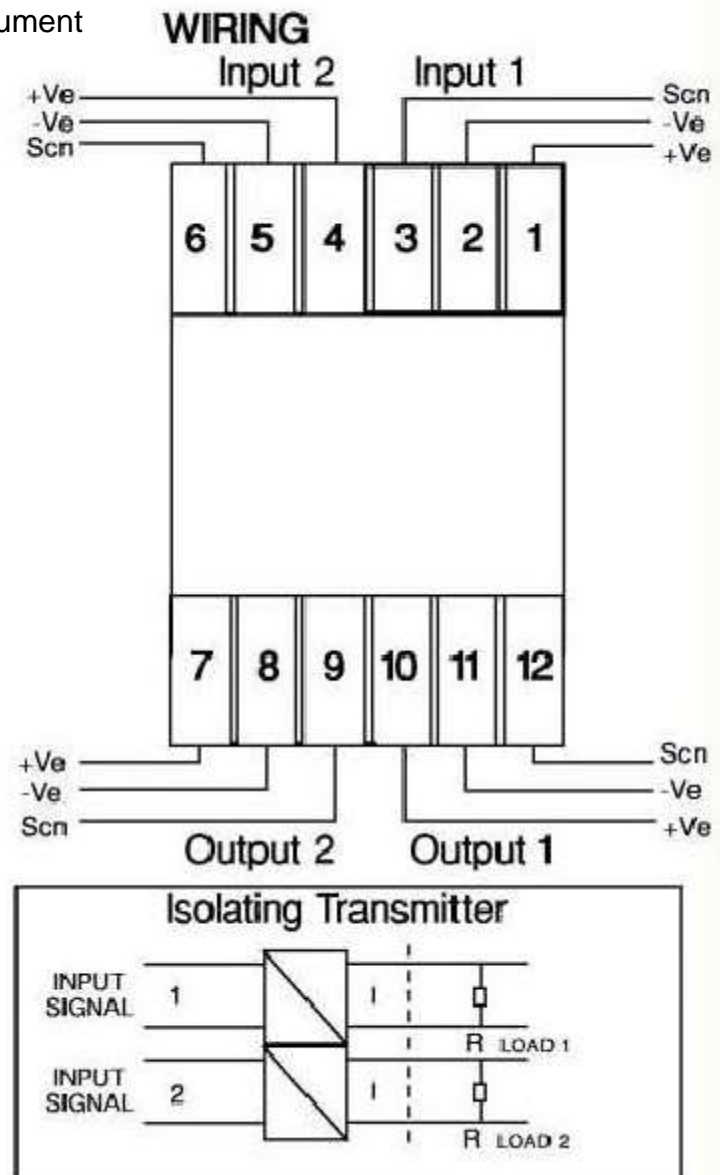 ument
WIRING
Input 2 Input 1
+Ve Scn
-Ve -Ve
Scn +Ve
6 5 4 3 2 1
7 8 9 10 11 12
+Ve Scn
-Ve -Ve
Scn +Ve
Output 2 Output 1
Isolating Transmitter
INPUT
SIGNAL 1 I
R LOAD 1
INPUT
SIGNAL 2 I
R LOAD 2